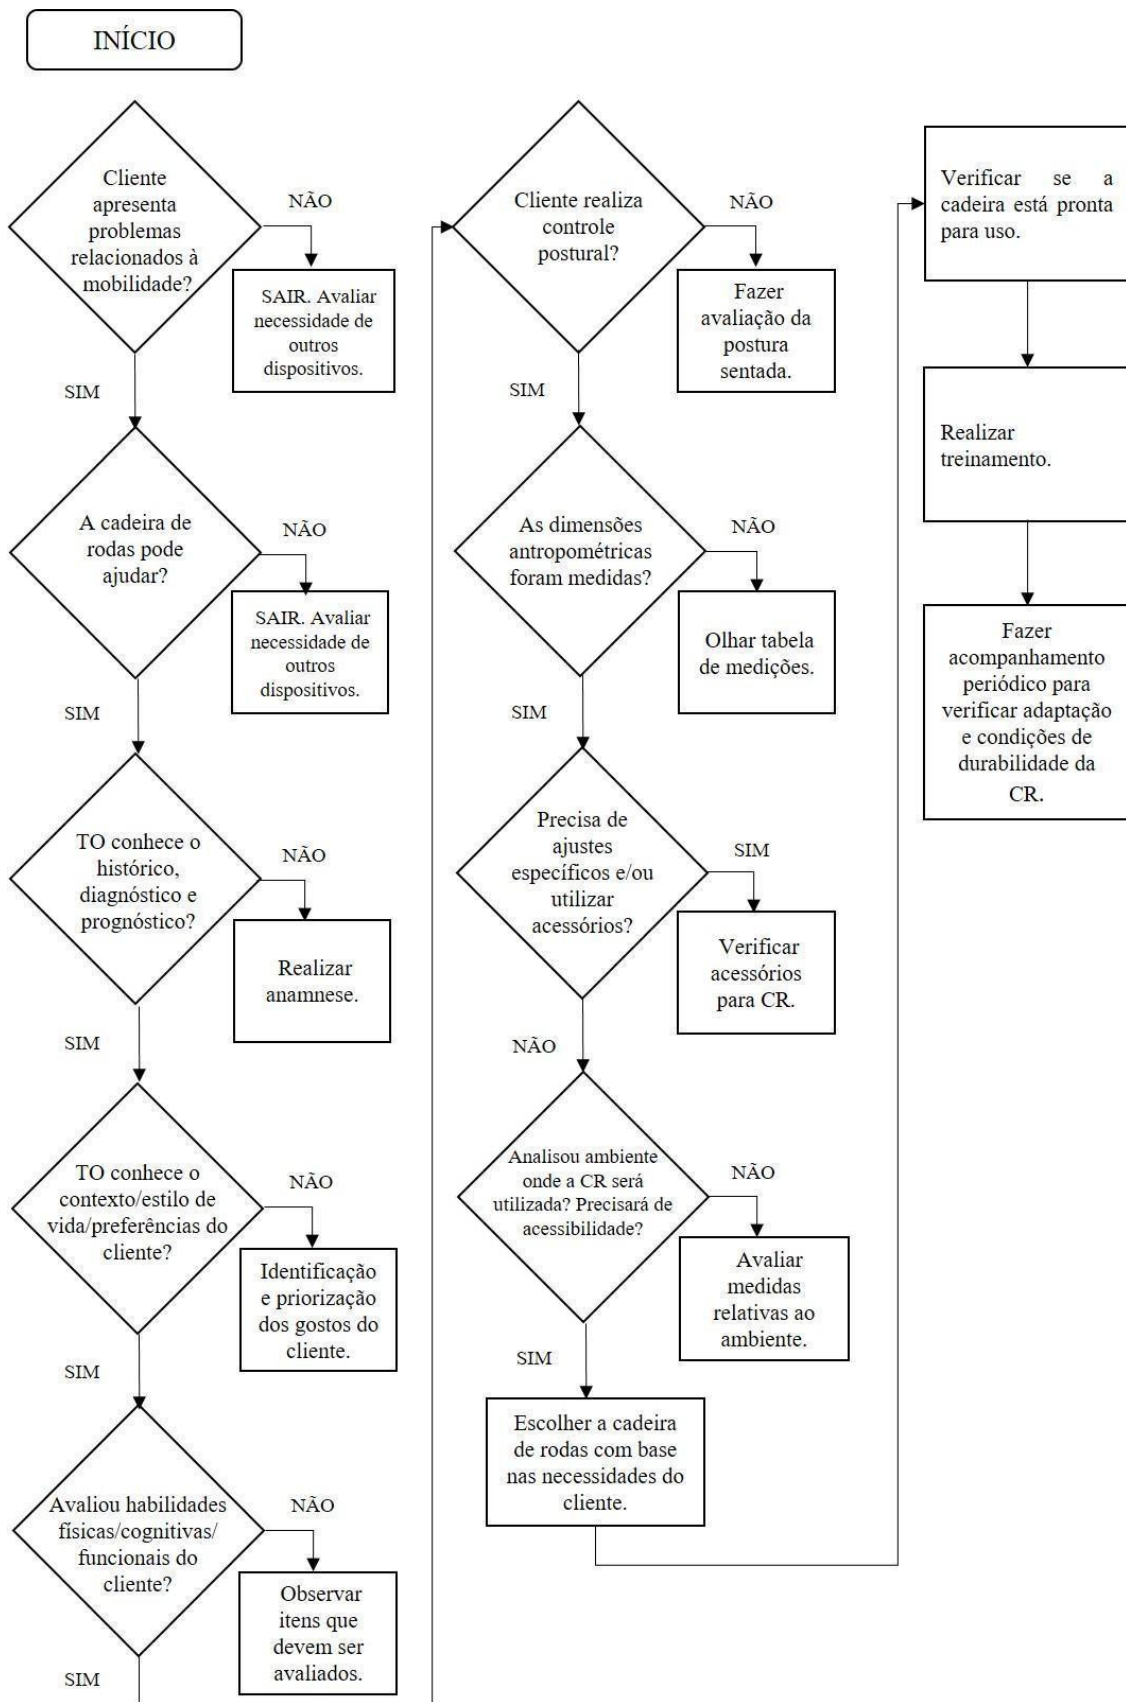 INÍCIO
Cliente
apresenta
problemas
relacionados à
mobilidade?
NÃO
SAIR. Avaliar
necessidade de
outros
dispositivos.
SIM
A cadeira de
rodas pode
ajudar?
NÃO
SAIR. Avaliar
necessidade de
outros
dispositivos.
SIM
TO conhece o
histórico,
diagnóstico e
prognóstico?
NÃO
Realizar
anamnese.
SIM
TO conhece o
contexto/estilo de
vida/preferências do
cliente?
NÃO
Identificação
e priorização
dos gostos do
cliente.
SIM
Avaliou habilidades
físicas/cognitivas/
funcionais do
cliente?
NÃO
Observar
itens que
devem ser
avaliados.
SIM
Cliente realiza
controle
postural?
NÃO
Fazer
avaliação da
postura
sentada.
SIM
As dimensões
antropométricas
foram medidas?
NÃO
Olhar tabela
de medições.
SIM
Precisa de
ajustes
específicos e/ou
utilizar
acessórios?
SIM
Verificar
acessórios
para CR.
NÃO
Analisou ambiente
onde a CR será
utilizada? Precisará de
acessibilidade?
NÃO
Avaliar
medidas
relativas ao
ambiente.
SIM
Escolher a cadeira
de rodas com base
nas necessidades do
cliente.
Verificar se a
cadeira está pronta
para uso.
Realizar
treinamento.
Fazer
acompanhamento
periódico para
verificar adaptação
e condições de
durabilidade da
CR.